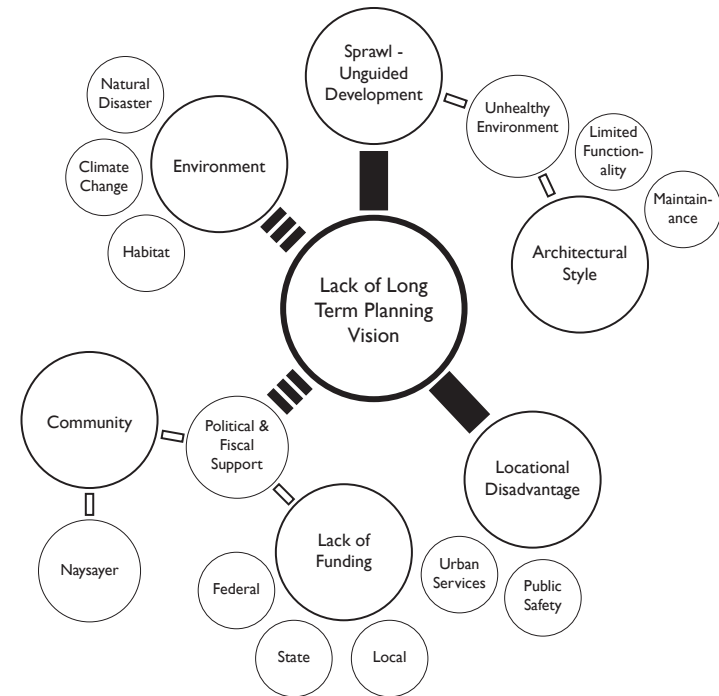 Sprawl -
Unguided
Development
Natural
Disaster
Unhealthy
Environment
Limited
Function-
ality
Environment
Climate
Change
Maintain-
ance
Habitat
Architectural
Style
Lack of Long
Term Planning
Vision
Community
Political &
Fiscal
Support
Locational
Disadvantage
Lack of
Funding
Naysayer
Federal
Urban
Services
Public
Safety
State
Local